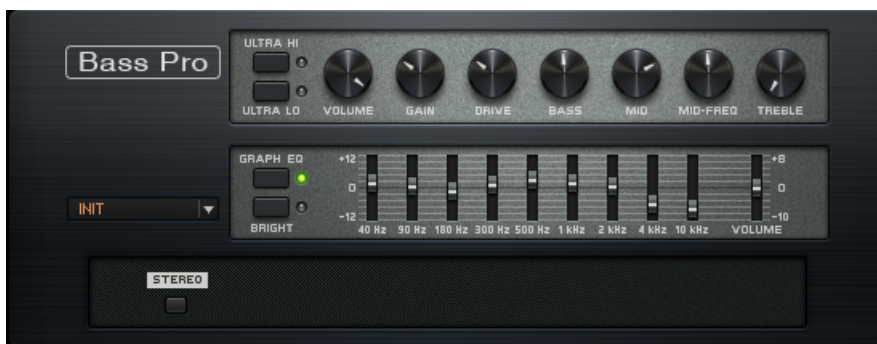 Bass Pro
ULTRA HI
ULTRA LO
VOLUME GAIN DRIVE BASS MID MID-FREQ TREBLE
GRAPH EQ
BRIGHT
+12
0
-12
40 Hz 90 Hz 180 Hz 300 Hz 500 Hz 1 kHz 2 kHz 4 kHz 10 kHz VOLUME
+8
0
-10
INIT
STEREO